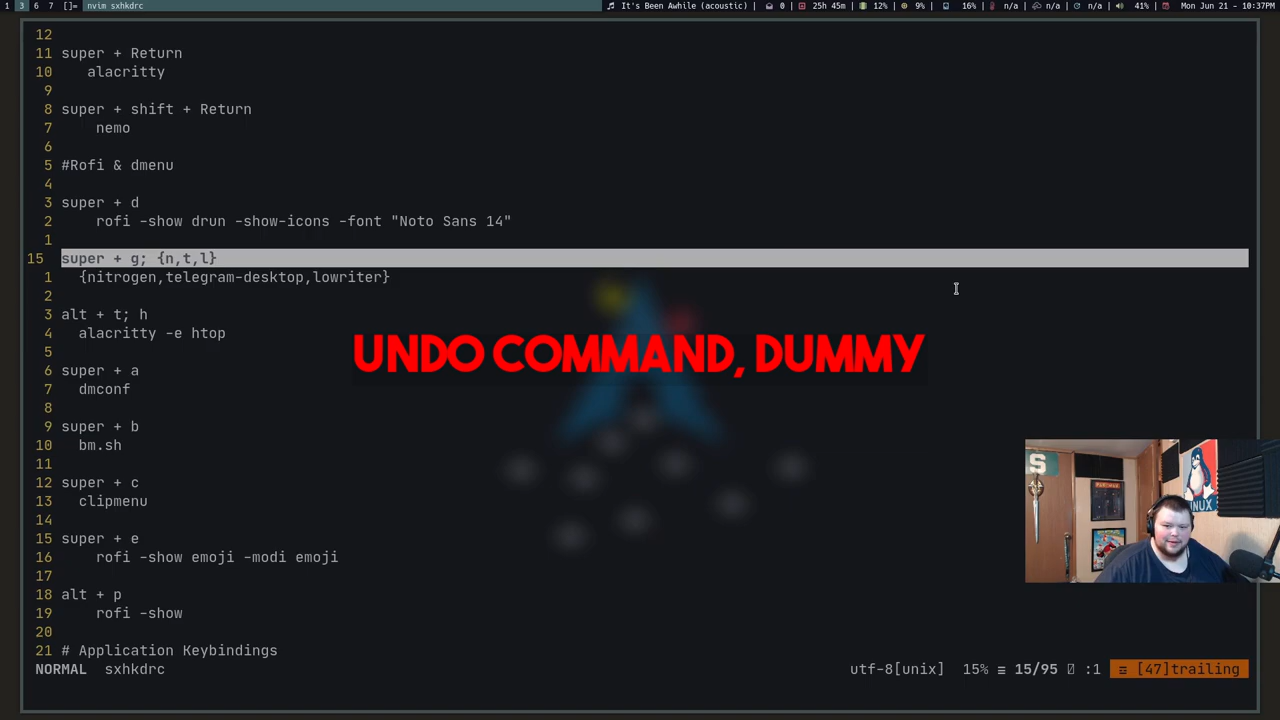 1 3 6 7 []= nvim sxhkdrc It's Been Awhile (acoustic) | 0 | 25h 45m | 12% | 9% | 16% | n/a | n/a | n/a | 41% | Mon Jun 21 - 10:37PM
12
11 super + Return
10 alacritty
9
8 super + shift + Return
7 nemo
6
5 #Rofi & dmenu
4
3 super + d
2 rofi -show drun -show-icons -font "Noto Sans 14"
1
15 super + g; {n,t,l}
1 {nitrogen,telegram-desktop,lowriter}
2
3 alt + t; h
4 alacritty -e htop
5
UNDO COMMAND, DUMMY
6 super + a
7 dmconf
8
9 super + b
10 bm.sh
11
12 super + c
13 clipmenu
14
15 super + e
16 rofi -show emoji -modi emoji
17
18 alt + p
19 rofi -show
20
21 # Application Keybindings
NORMAL sxhkdrc utf-8[unix] 15% ≡ 15/95 :1 [47]trailing
S
LINUX